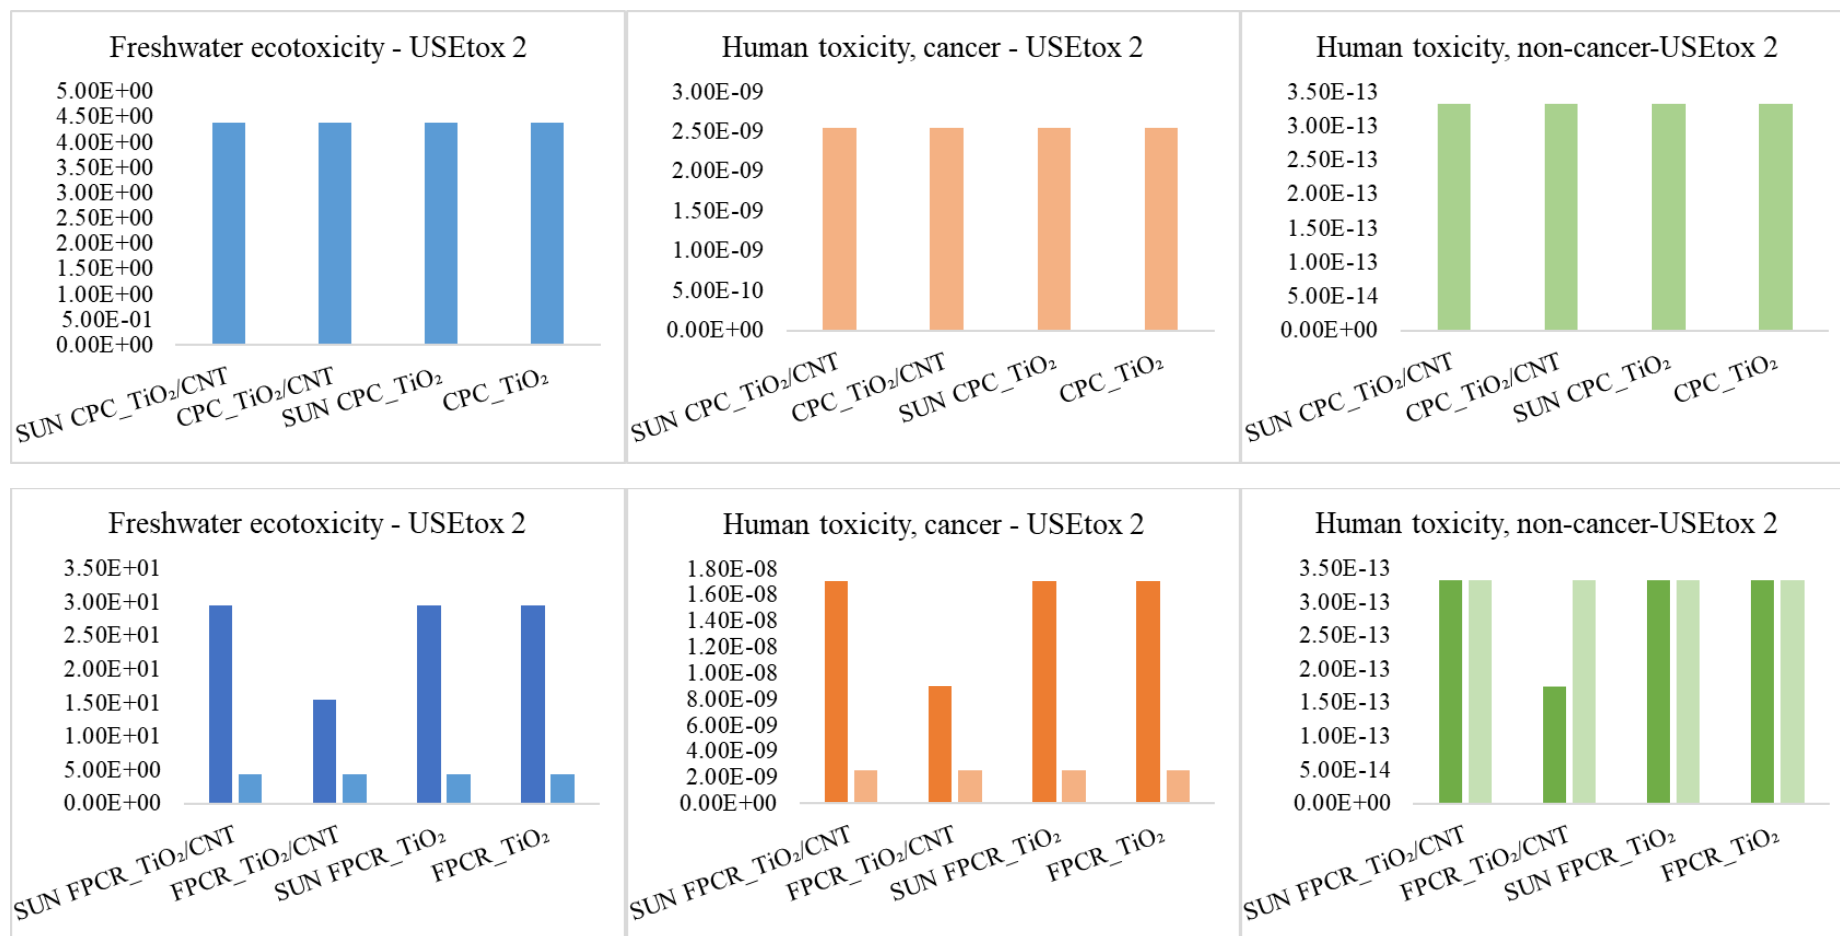 Freshwater ecotoxicity - USEtox 2
5.00E+00
4.50E+00
4.00E+00
3.50E+00
3.00E+00
2.50E+00
2.00E+00
1.50E+00
1.00E+00
5.00E-01
0.00E+00
SUN CPC_TiO₂/CNT
CPC_TiO₂/CNT
SUN CPC_TiO₂
CPC_TiO₂
Human toxicity, cancer - USEtox 2
3.00E-09
2.50E-09
2.00E-09
1.50E-09
1.00E-09
5.00E-10
0.00E+00
SUN CPC_TiO₂/CNT
CPC_TiO₂/CNT
SUN CPC_TiO₂
CPC_TiO₂
Human toxicity, non-cancer-USEtox 2
3.50E-13
3.00E-13
2.50E-13
2.00E-13
1.50E-13
1.00E-13
5.00E-14
0.00E+00
SUN CPC_TiO₂/CNT
CPC_TiO₂/CNT
SUN CPC_TiO₂
CPC_TiO₂
Freshwater ecotoxicity - USEtox 2
3.50E+01
3.00E+01
2.50E+01
2.00E+01
1.50E+01
1.00E+01
5.00E+00
0.00E+00
SUN FPCR_TiO₂/CNT
FPCR_TiO₂/CNT
SUN FPCR_TiO₂
FPCR_TiO₂
Human toxicity, cancer - USEtox 2
1.80E-08
1.60E-08
1.40E-08
1.20E-08
1.00E-08
8.00E-09
6.00E-09
4.00E-09
2.00E-09
0.00E+00
SUN FPCR_TiO₂/CNT
FPCR_TiO₂/CNT
SUN FPCR_TiO₂
FPCR_TiO₂
Human toxicity, non-cancer-USEtox 2
3.50E-13
3.00E-13
2.50E-13
2.00E-13
1.50E-13
1.00E-13
5.00E-14
0.00E+00
SUN FPCR_TiO₂/CNT
FPCR_TiO₂/CNT
SUN FPCR_TiO₂
FPCR_TiO₂